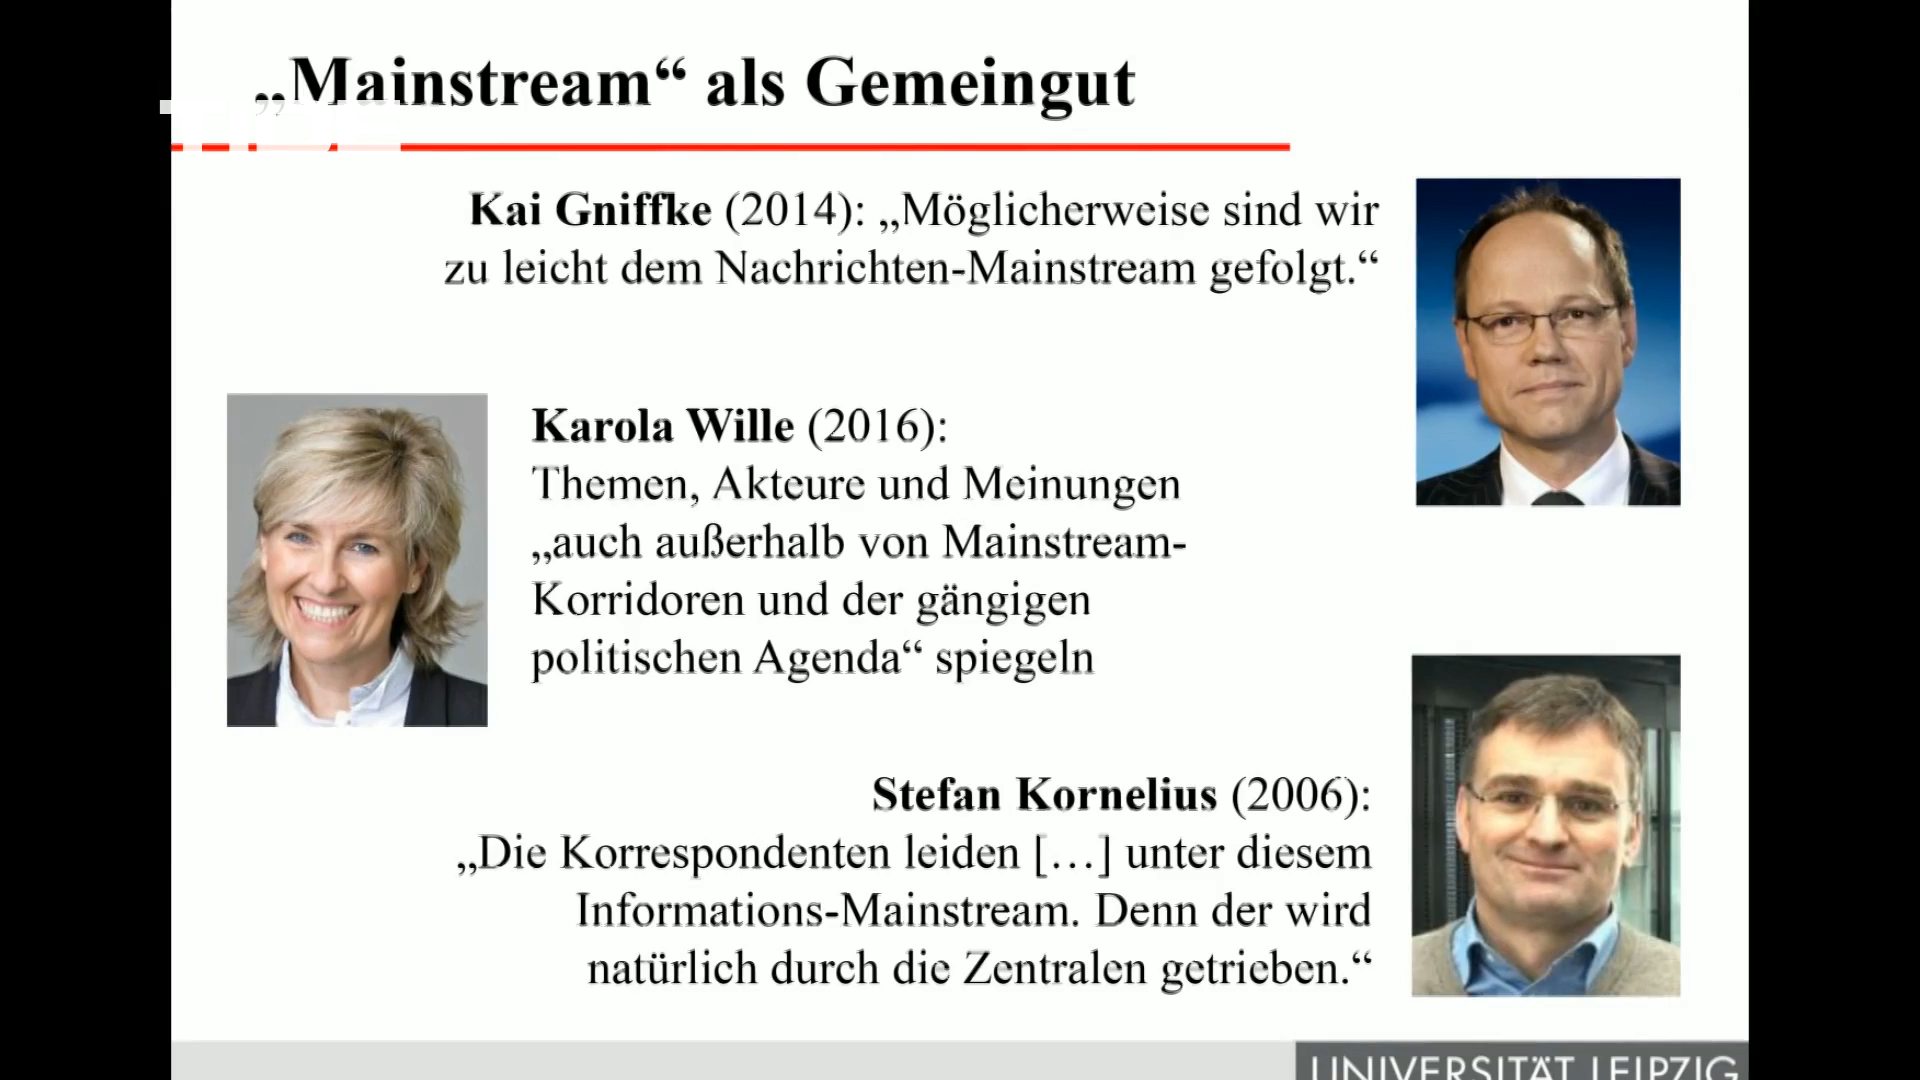 „Mainstream“ als Gemeingut
Kai Gniffke (2014): „Möglicherweise sind wir
zu leicht dem Nachrichten-Mainstream gefolgt.“
Karola Wille (2016):
Themen, Akteure und Meinungen
„auch außerhalb von Mainstream-
Korridoren und der gängigen
politischen Agenda“ spiegeln
Stefan Kornelius (2006):
„Die Korrespondenten leiden […] unter diesem
Informations-Mainstream. Denn der wird
natürlich durch die Zentralen getrieben.“
UNIVERSITÄT LEIPZIG